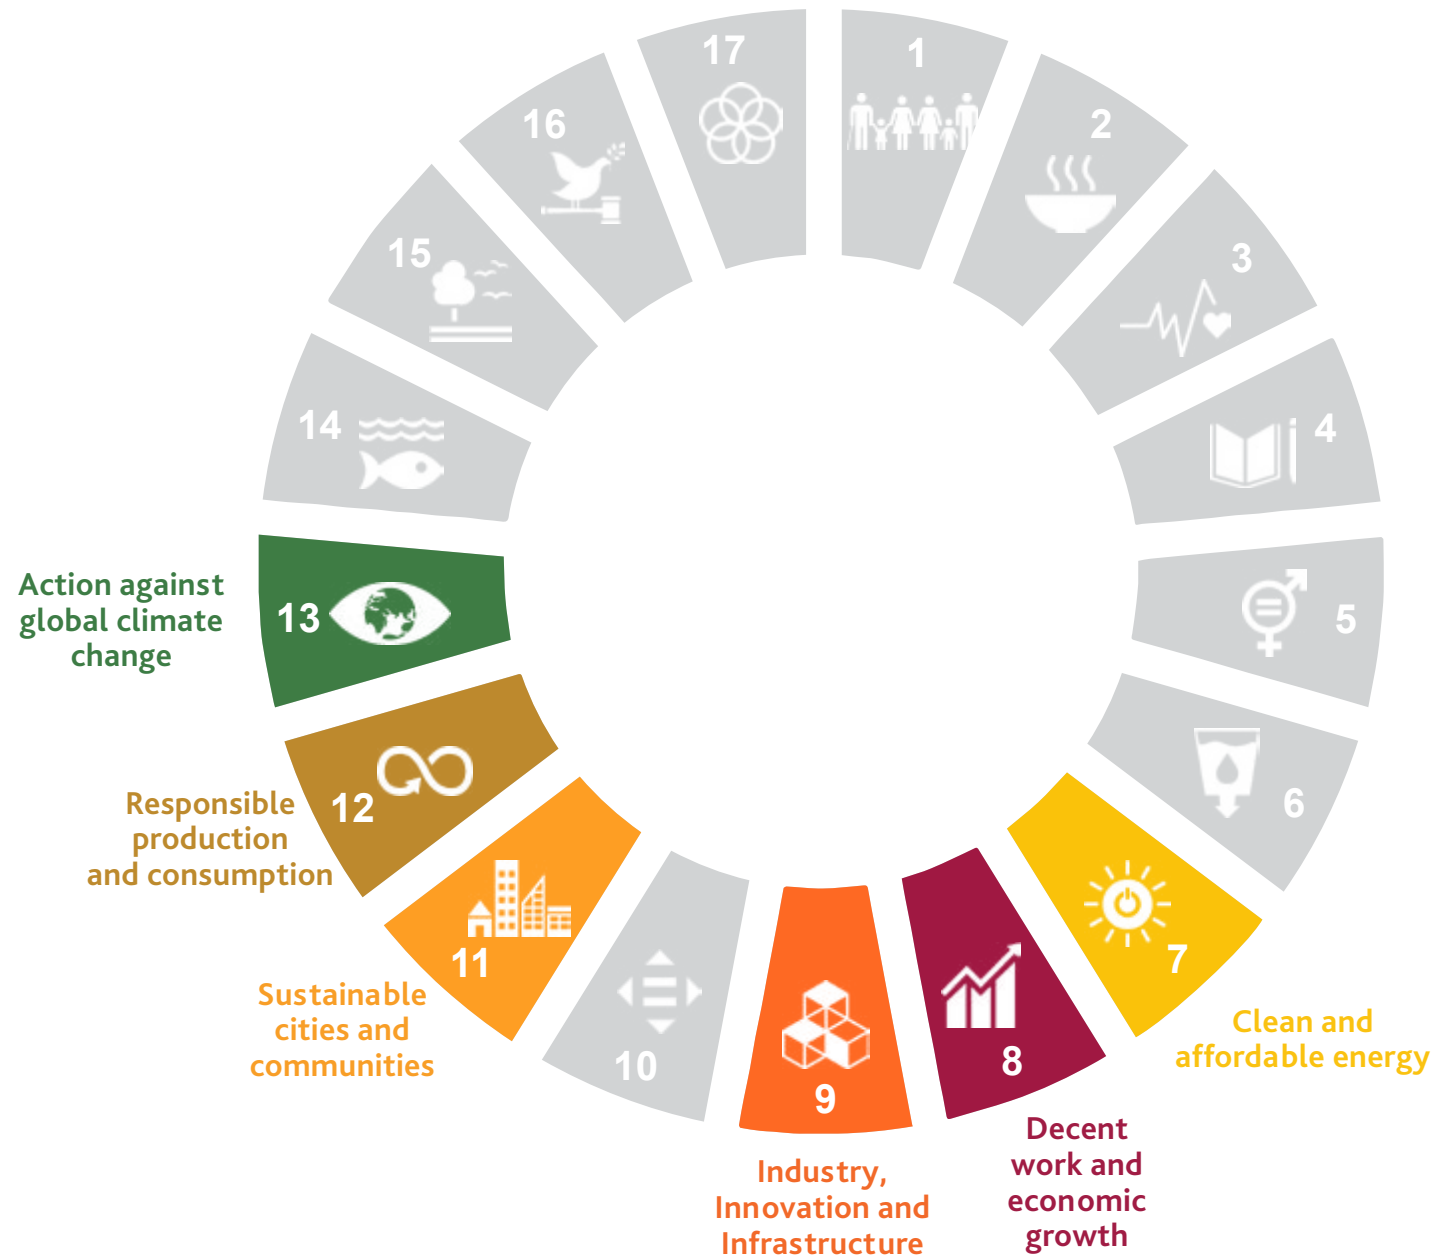 1
2
3
4
5
6
7
Clean and
affordable energy
8
Decent
work and
economic
growth
9
Industry,
Innovation and
Infrastructure
10
11
Sustainable
cities and
communities
12
Responsible
production
and consumption
13
Action against
global climate
change
14
15
16
17